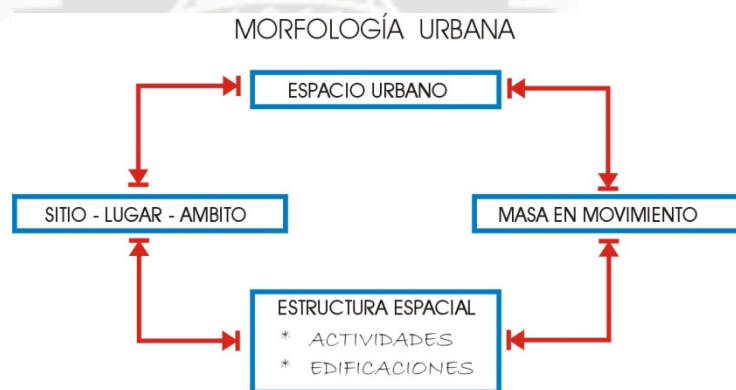 MORFOLOGÍA URBANA
ESPACIO URBANO
SITIO - LUGAR - AMBITO
MASA EN MOVIMIENTO
ESTRUCTURA ESPACIAL
* ACTIVIDADES
* EDIFICACIONES